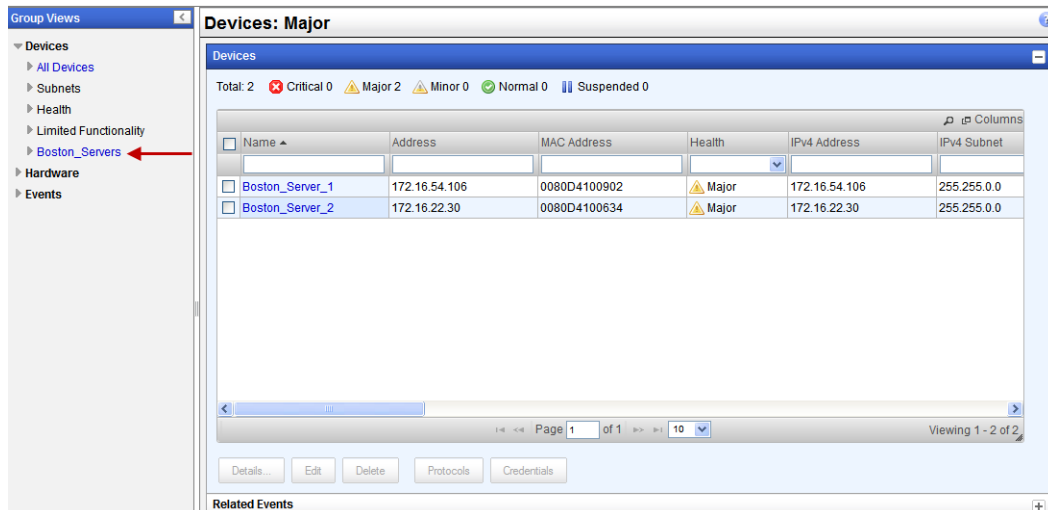 Group Views
Devices
All Devices
Subnets
Health
Limited Functionality
Boston_Servers
Hardware
Events
Devices: Major
Devices
Total: 2 Critical 0 Major 2 Minor 0 Normal 0 Suspended 0
Columns
Name Address MAC Address Health IPv4 Address IPv4 Subnet
Boston_Server_1 172.16.54.106 0080D4100902 Major 172.16.54.106 255.255.0.0
Boston_Server_2 172.16.22.30 0080D4100634 Major 172.16.22.30 255.255.0.0
Page 1 of 1 10 Viewing 1 - 2 of 2
Details... Edit Delete Protocols Credentials
Related Events